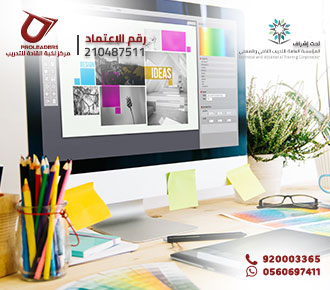 PROLEADERS
مركز نخبة القادة للتدريب
رقم الاعتماد
210487511
تحت إشراف
المؤسسة العامة للتدريب التقني والمهني
Technical and Vocational Training Corporation
DESIGN
IDEAS
920003365
0560697411